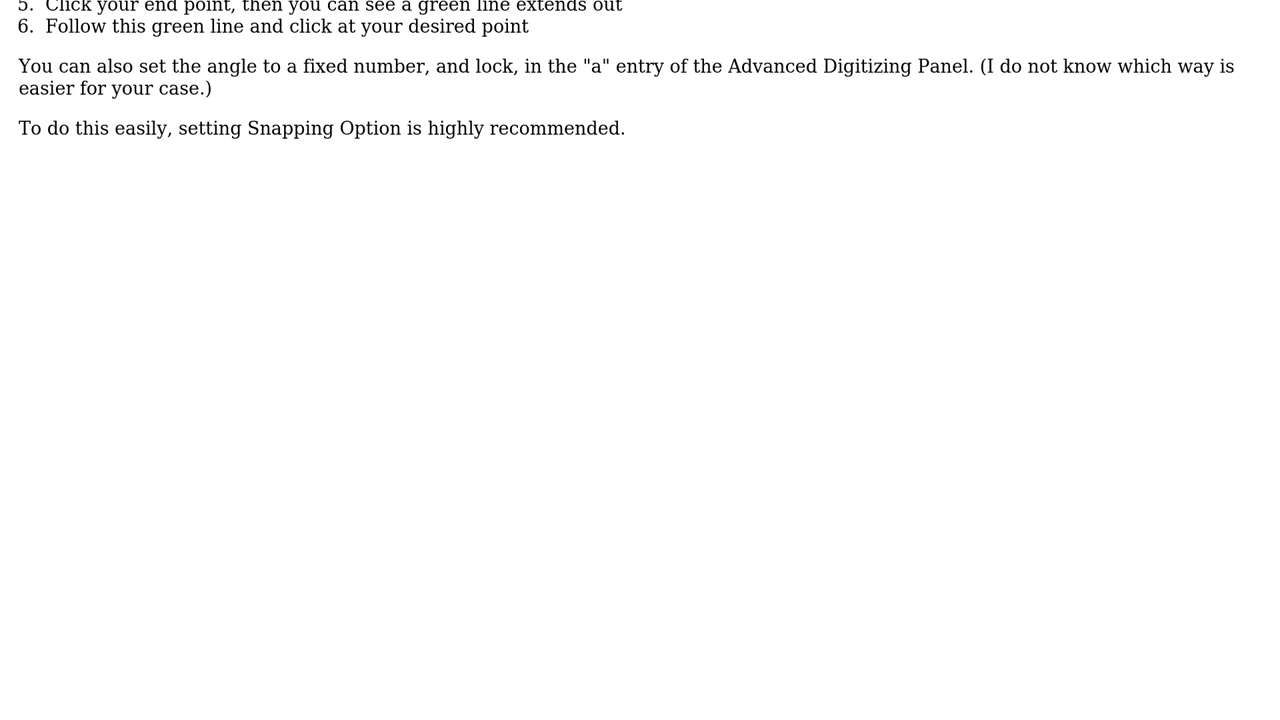 5. Click your end point, then you can see a green line extends out
6. Follow this green line and click at your desired point
You can also set the angle to a fixed number, and lock, in the "a" entry of the Advanced Digitizing Panel. (I do not know which way is
easier for your case.)
To do this easily, setting Snapping Option is highly recommended.